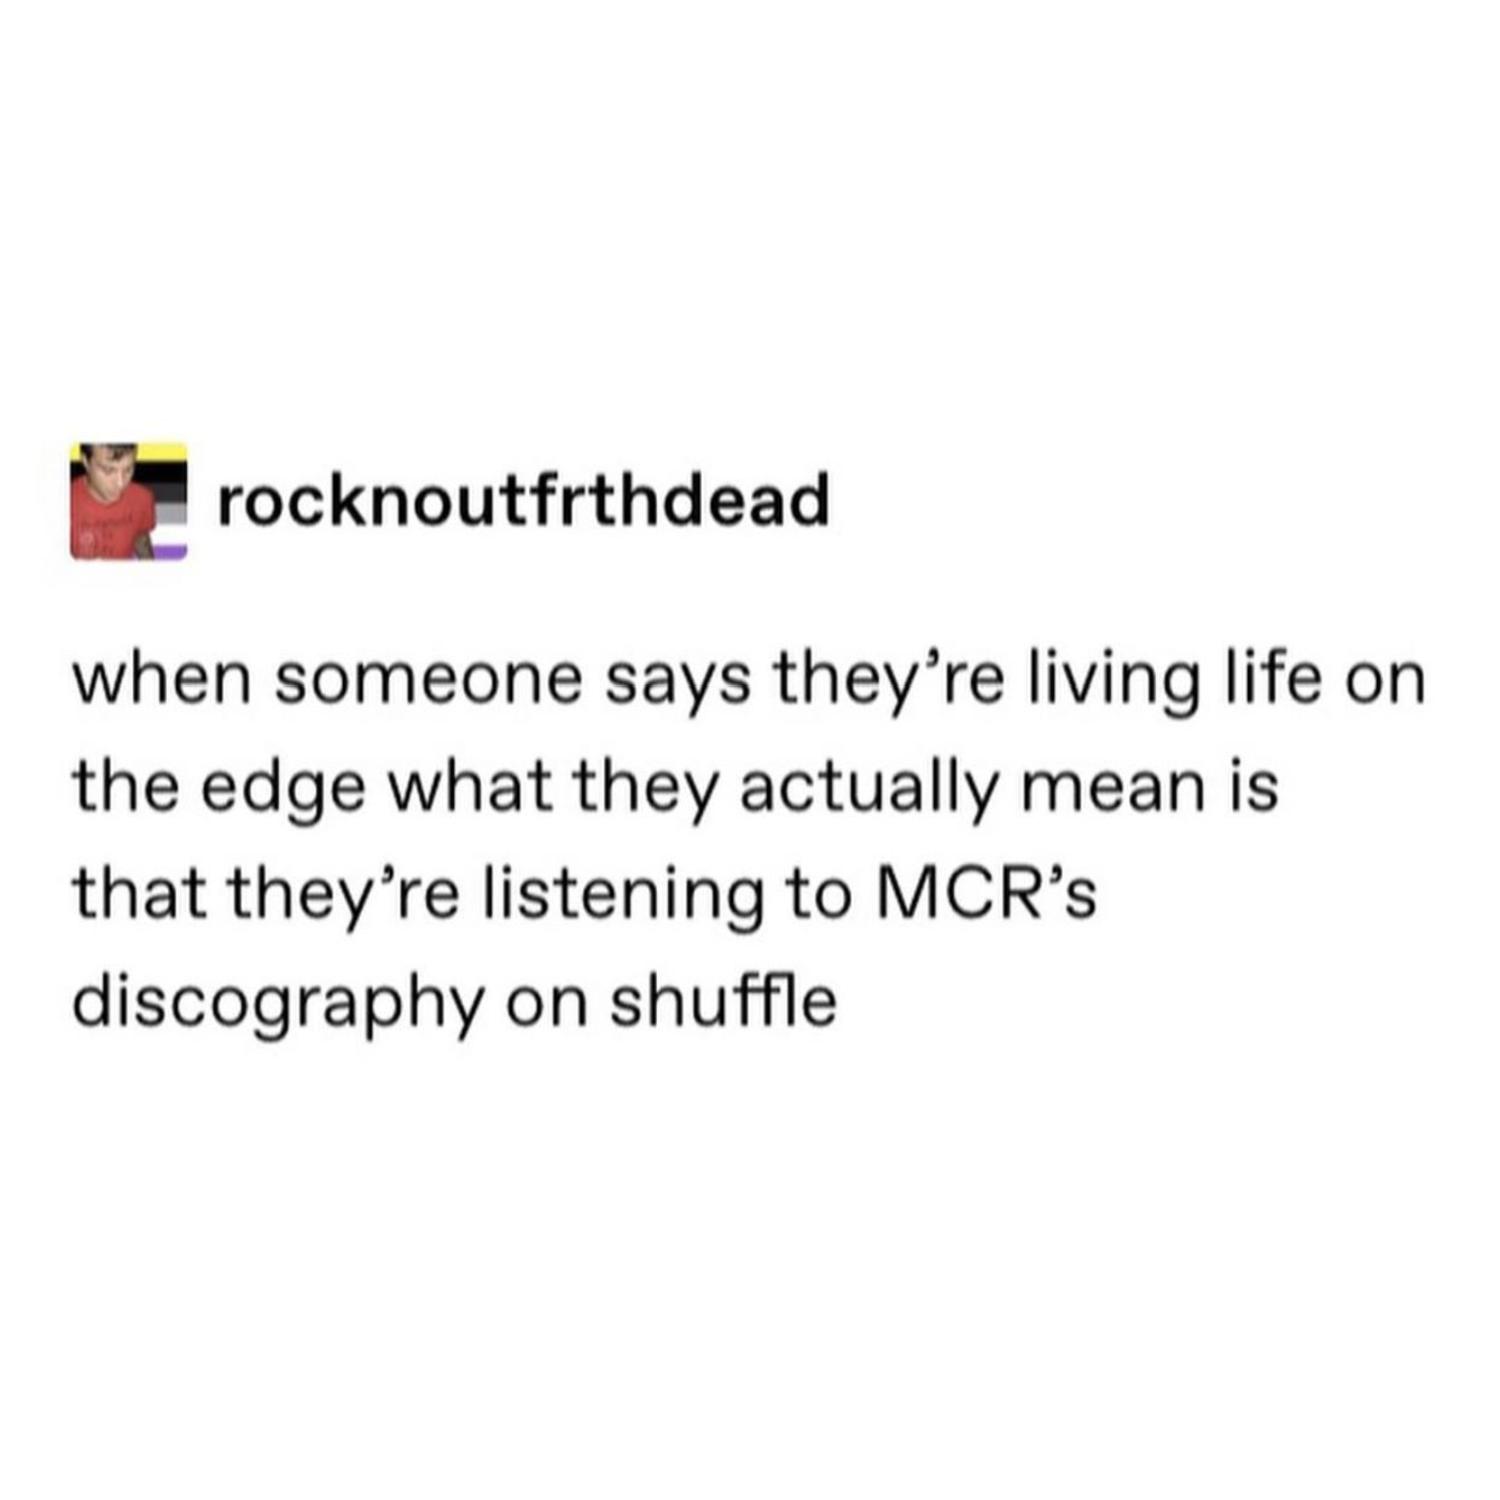 rocknoutfrthdead
when someone says they’re living life on
the edge what they actually mean is
that they’re listening to MCR’s
discography on shuffle